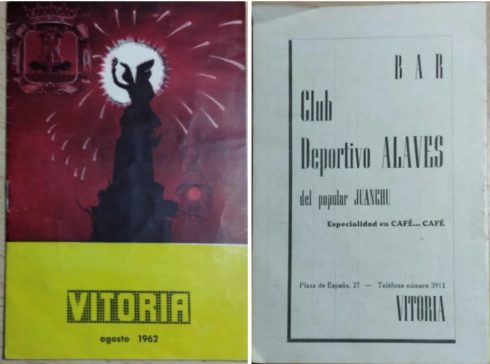 VITORIA
agosto 1962
BAR
Club
Deportivo ALAVES
del popular JUANCHU
Especialidad en CAFÉ... CAFÉ
Plaza de España, 27 — Teléfono número 3911
VITORIA